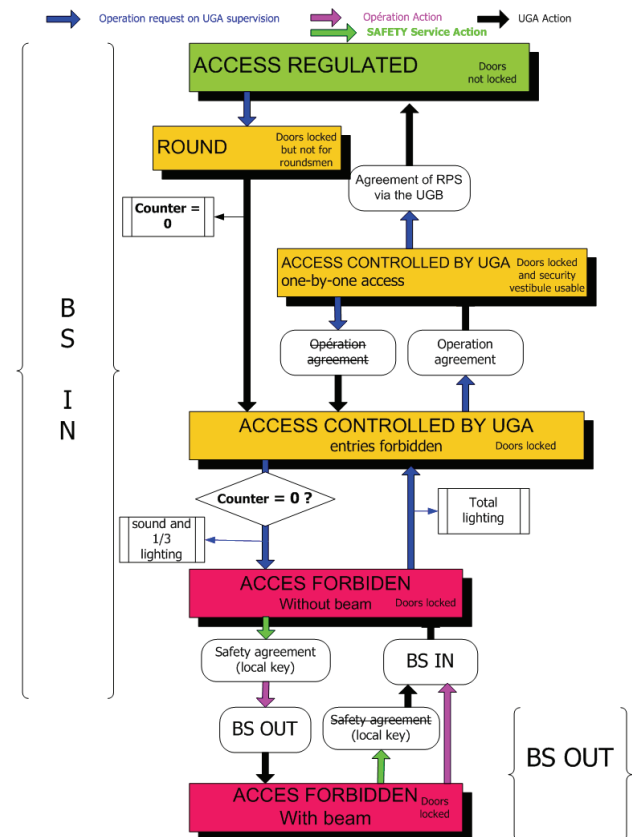 Operation request on UGA supervision
Opération Action
UGA Action
SAFETY Service Action
ACCESS REGULATED
Doors
not locked
ROUND
Doors locked
but not for
roundsmen
Agreement of RPS
via the UGB
Counter =
0
ACCESS CONTROLLED BY UGA
one-by-one access
Doors locked
and security
vestibule usable
B
S
I
N
Opération
agreement
Operation
agreement
ACCESS CONTROLLED BY UGA
entries forbidden
Doors locked
Counter = 0 ?
sound and
1/3
lighting
Total
lighting
ACCES FORBIDEN
Without beam
Doors locked
Safety agreement
(local key)
BS IN
BS OUT
Safety agreement
(local key)
BS OUT
ACCES FORBIDDEN
With beam
Doors
locked